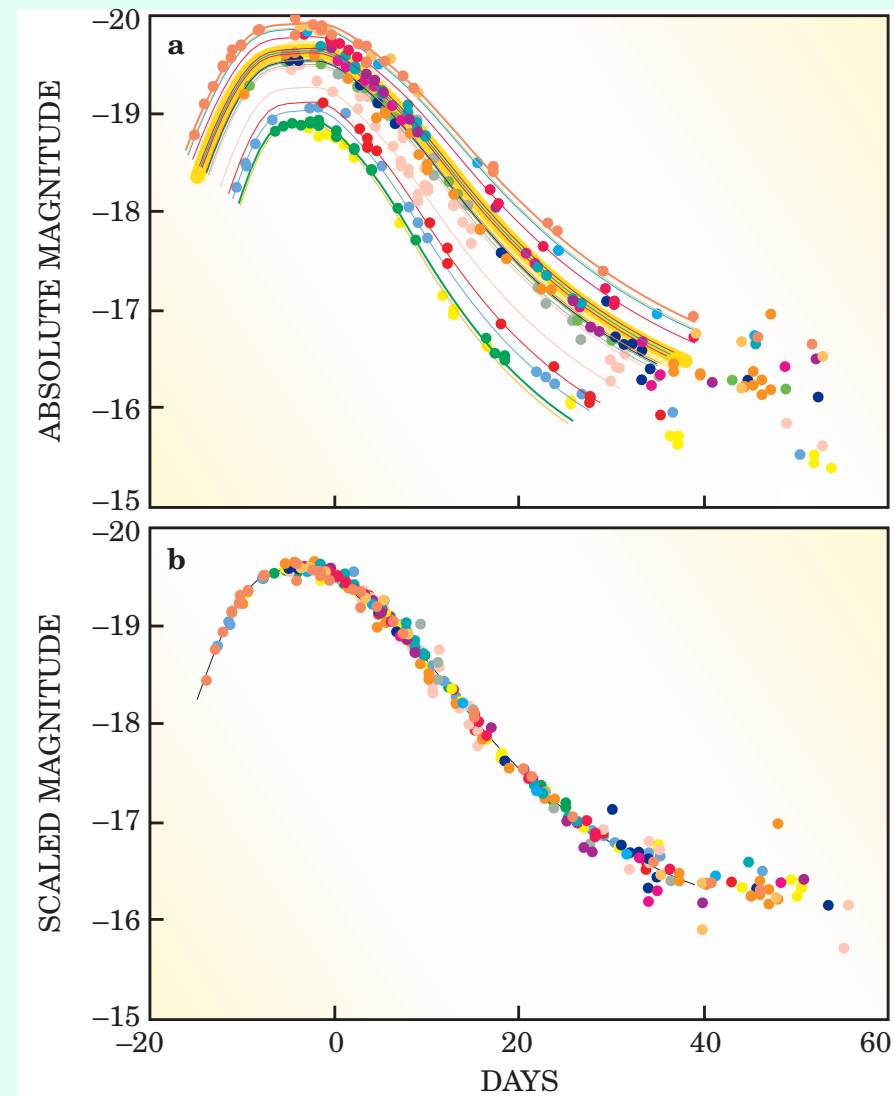 a
ABSOLUTE MAGNITUDE
–20
–19
–18
–17
–16
–15
b
SCALED MAGNITUDE
–20
–19
–18
–17
–16
–15
–20 0 20 40 60
DAYS